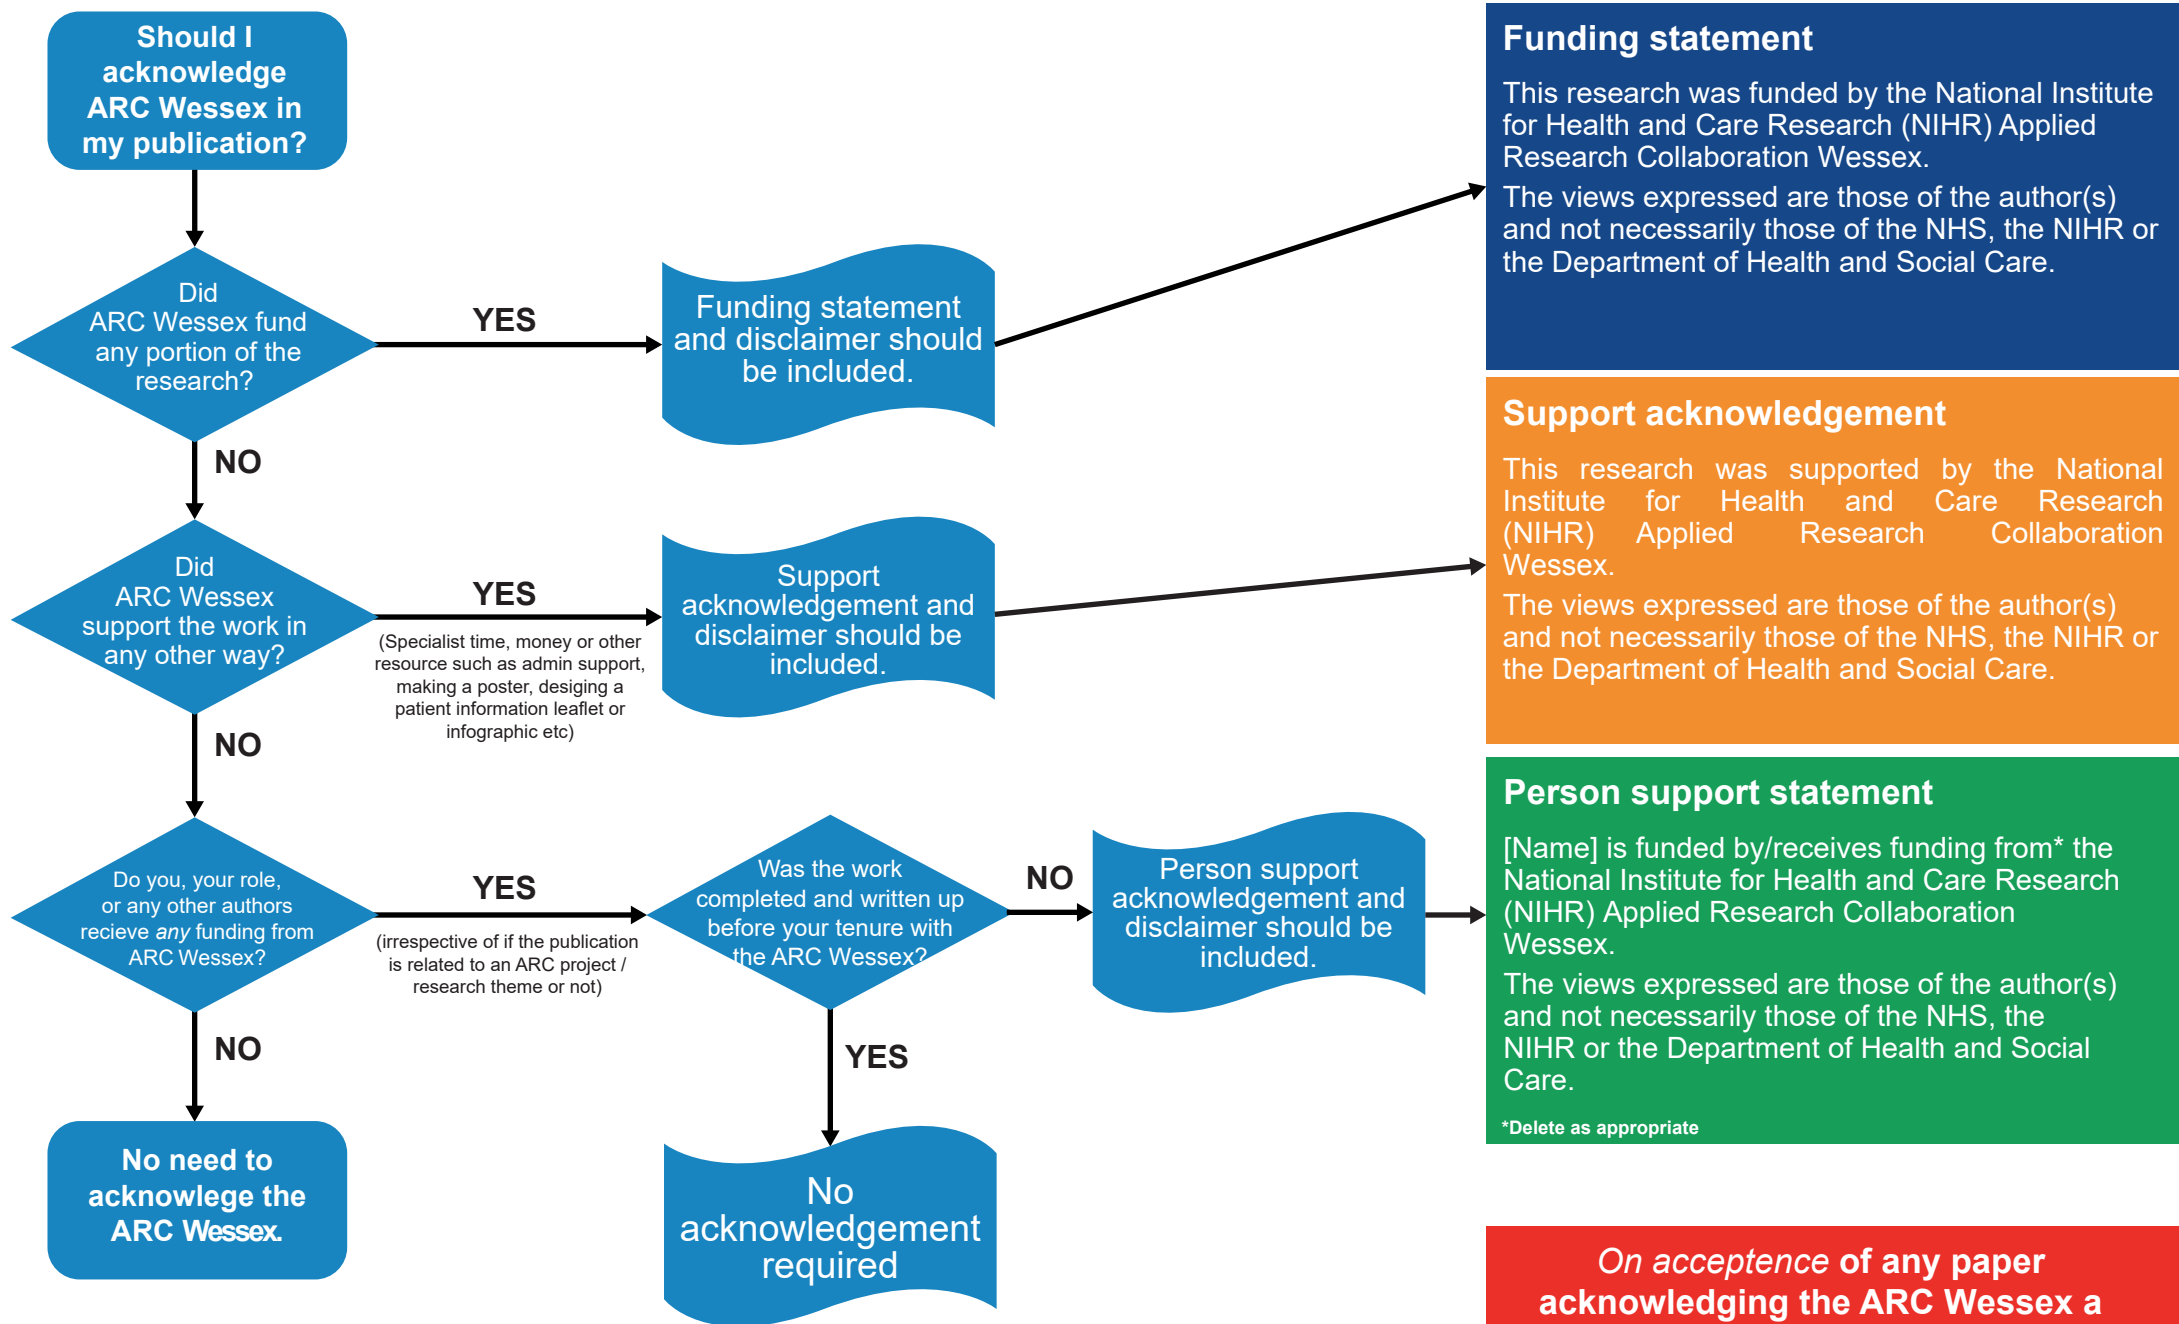 Should I
acknowledge
ARC Wessex in
my publication?
Did
ARC Wessex fund
any portion of the
research?
YES
Funding statement
and disclaimer should
be included.
NO
Did
ARC Wessex
support the work in
any other way?
YES
(Specialist time, money or other
resource such as admin support,
making a poster, desiging a
patient information leaflet or
infographic etc)
Support
acknowledgement and
disclaimer should be
included.
NO
Do you, your role,
or any other authors
recieve any funding from
ARC Wessex?
YES
(irrespective of if the publication
is related to an ARC project /
research theme or not)
Was the work
completed and written up
before your tenure with
the ARC Wessex?
NO
Person support
acknowledgement and
disclaimer should be
included.
YES
No
acknowledgement
required
NO
No need to
acknowlege the
ARC Wessex.
Funding statement
This research was funded by the National Institute
for Health and Care Research (NIHR) Applied
Research Collaboration Wessex.
The views expressed are those of the author(s)
and not necessarily those of the NHS, the NIHR or
the Department of Health and Social Care.
Support acknowledgement
This research was supported by the National
Institute for Health and Care Research
(NIHR) Applied Research Collaboration
Wessex.
The views expressed are those of the author(s)
and not necessarily those of the NHS, the NIHR or
the Department of Health and Social Care.
Person support statement
[Name] is funded by/receives funding from* the
National Institute for Health and Care Research
(NIHR) Applied Research Collaboration
Wessex.
The views expressed are those of the author(s)
and not necessarily those of the NHS, the
NIHR or the Department of Health and Social
Care.
*Delete as appropriate
On acceptence of any paper
acknowledging the ARC Wessex a